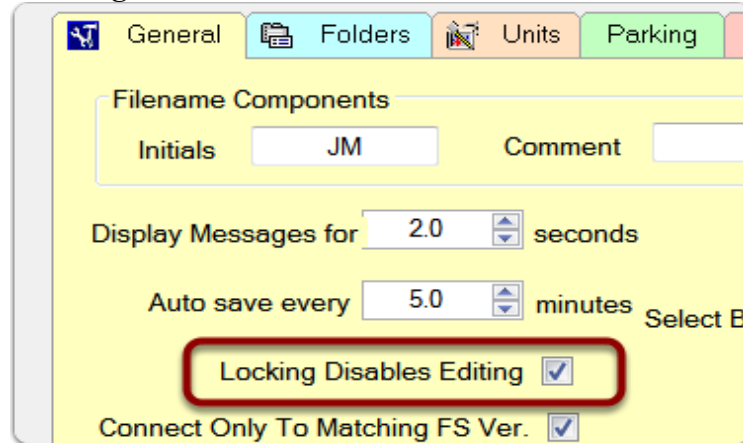 General Folders Units Parking
Filename Components
Initials JM Comment
Display Messages for 2.0 seconds
Auto save every 5.0 minutes Select B
Locking Disables Editing
Connect Only To Matching FS Ver.